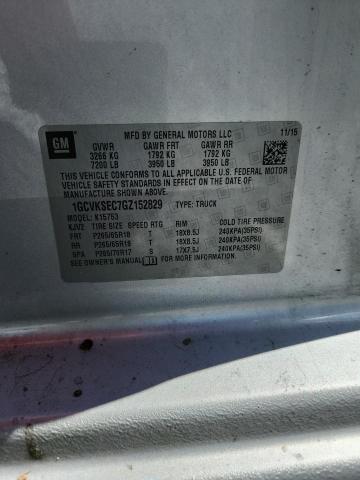 GM
MFD BY GENERAL MOTORS LLC 11/15
GVWR GAWR FRT GAWR RR
3266 KG 1792 KG 1792 KG
7200 LB 3950 LB 3950 LB
THIS VEHICLE CONFORMS TO ALL APPLICABLE U.S. FEDERAL MOTOR
VEHICLE SAFETY STANDARDS IN EFFECT ON THE DATE OF
MANUFACTURE SHOWN ABOVE.
1GCVKSEC7GZ152829 TYPE: TRUCK
MODEL: K15753
KJV2 TIRE SIZE SPEED RTG RIM COLD TIRE PRESSURE
FRT P265/65R18 T 18X8.5J 240KPA(35PSI)
RR P265/65R18 T 18X8.5J 240KPA(35PSI)
SPA P265/70R17 S 17X7.5J 240KPA(35PSI)
SEE OWNER'S MANUAL